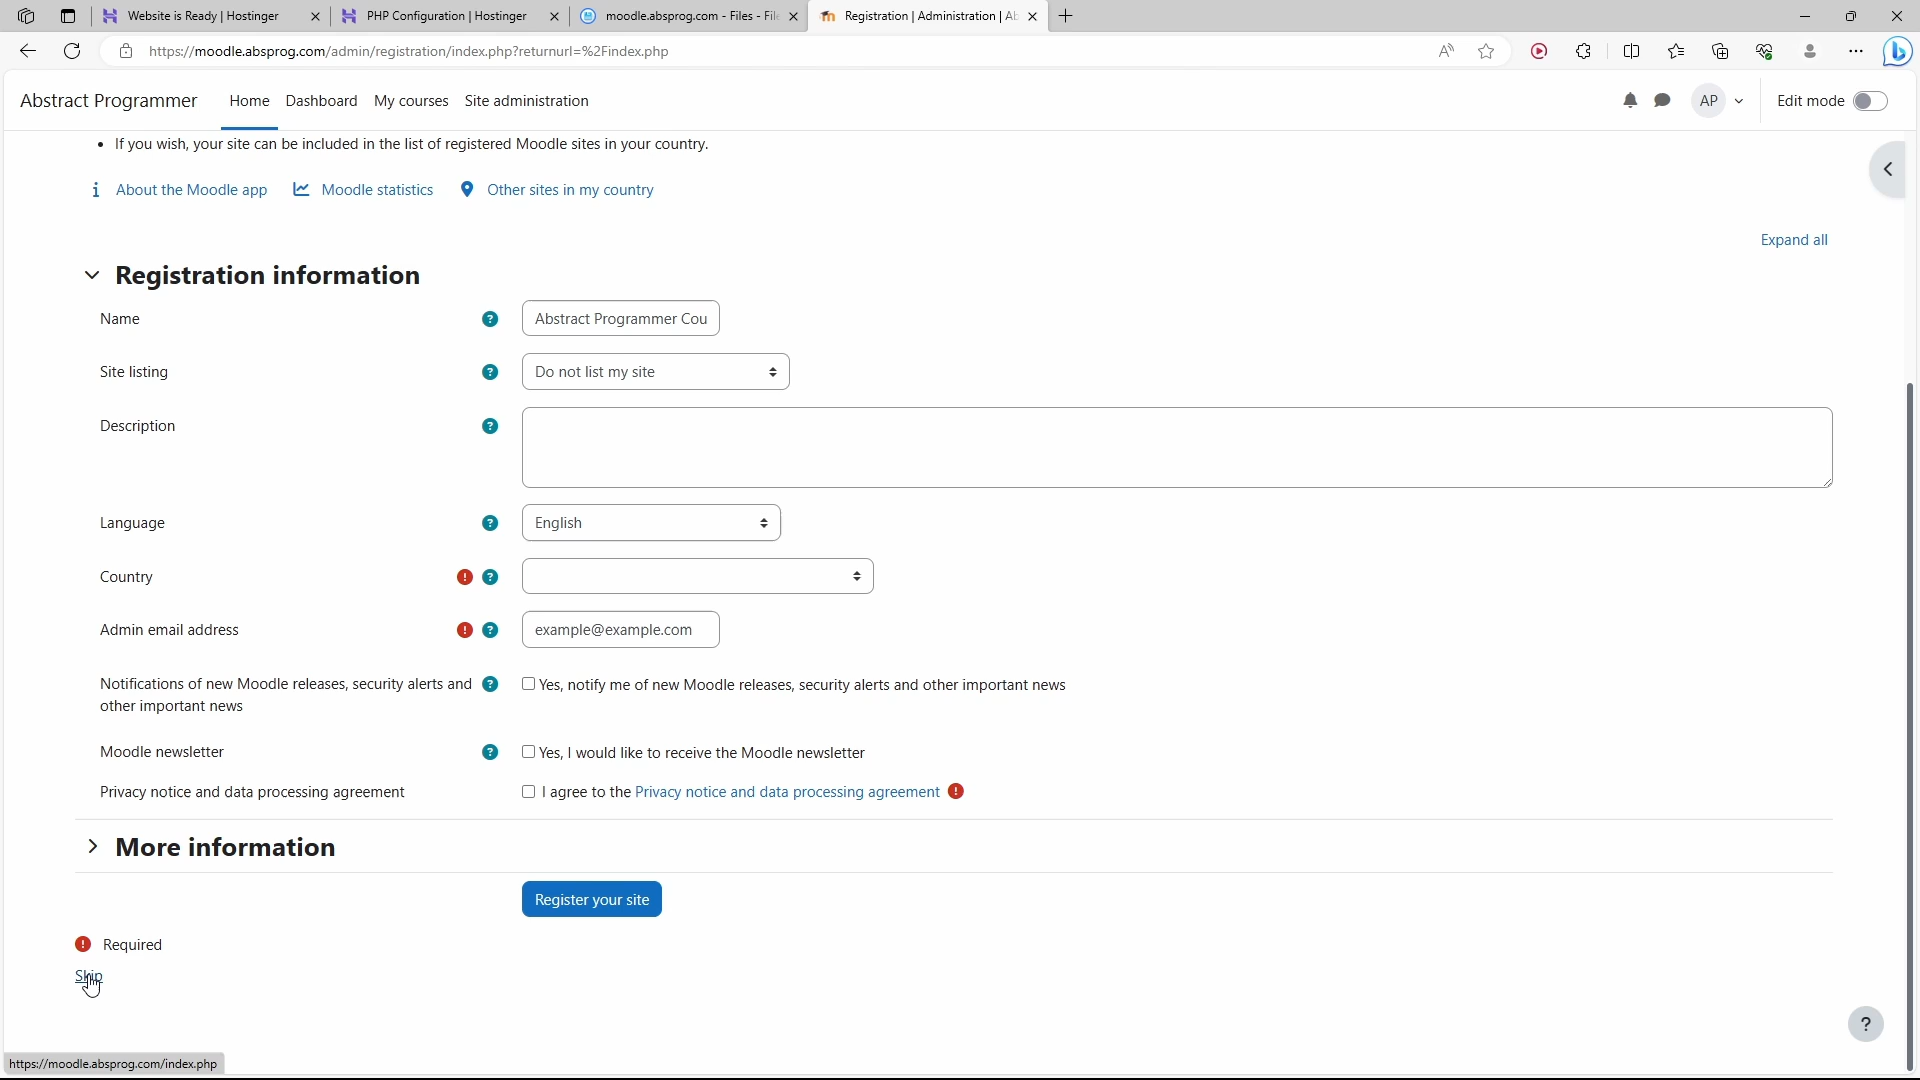 Website is Ready | Hostinger
PHP Configuration | Hostinger
moodle.absprog.com - Files - Fil
Registration | Administration | Ab
https://moodle.absprog.com/admin/registration/index.php?returnurl=%2Findex.php
Abstract Programmer Home Dashboard My courses Site administration AP Edit mode
• If you wish, your site can be included in the list of registered Moodle sites in your country.
About the Moodle app Moodle statistics Other sites in my country
Expand all
Registration information
Name ? Abstract Programmer Cou
Site listing ? Do not list my site
Description ?
Language ? English
Country ! ?
Admin email address ! ? example@example.com
Notifications of new Moodle releases, security alerts and ? Yes, notify me of new Moodle releases, security alerts and other important news
other important news
Moodle newsletter ? Yes, I would like to receive the Moodle newsletter
Privacy notice and data processing agreement I agree to the Privacy notice and data processing agreement !
More information
Register your site
! Required
Skip
?
https://moodle.absprog.com/index.php